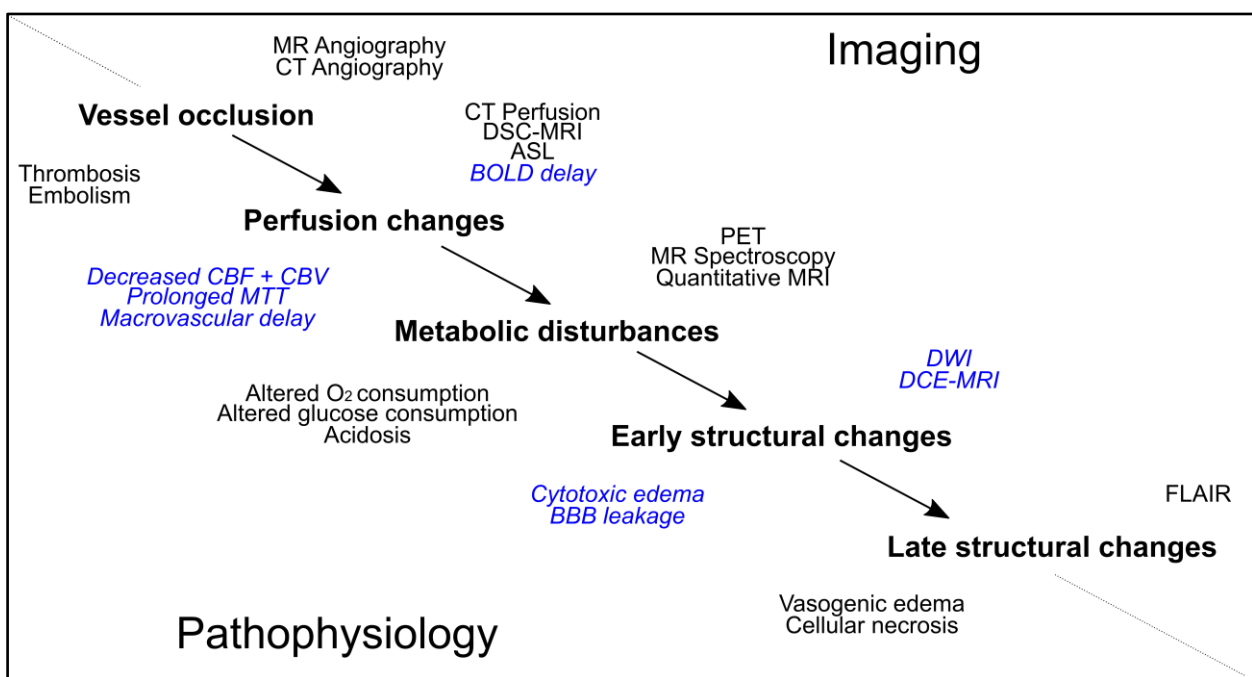 MR Angiography
CT Angiography
Imaging
Vessel occlusion
CT Perfusion
DSC-MRI
ASL
BOLD delay
Thrombosis
Embolism
Perfusion changes
PET
MR Spectroscopy
Quantitative MRI
Decreased CBF + CBV
Prolonged MTT
Macrovascular delay
Metabolic disturbances
DWI
DCE-MRI
Altered O₂ consumption
Altered glucose consumption
Acidosis
Early structural changes
Cytotoxic edema
BBB leakage
FLAIR
Late structural changes
Vasogenic edema
Cellular necrosis
Pathophysiology